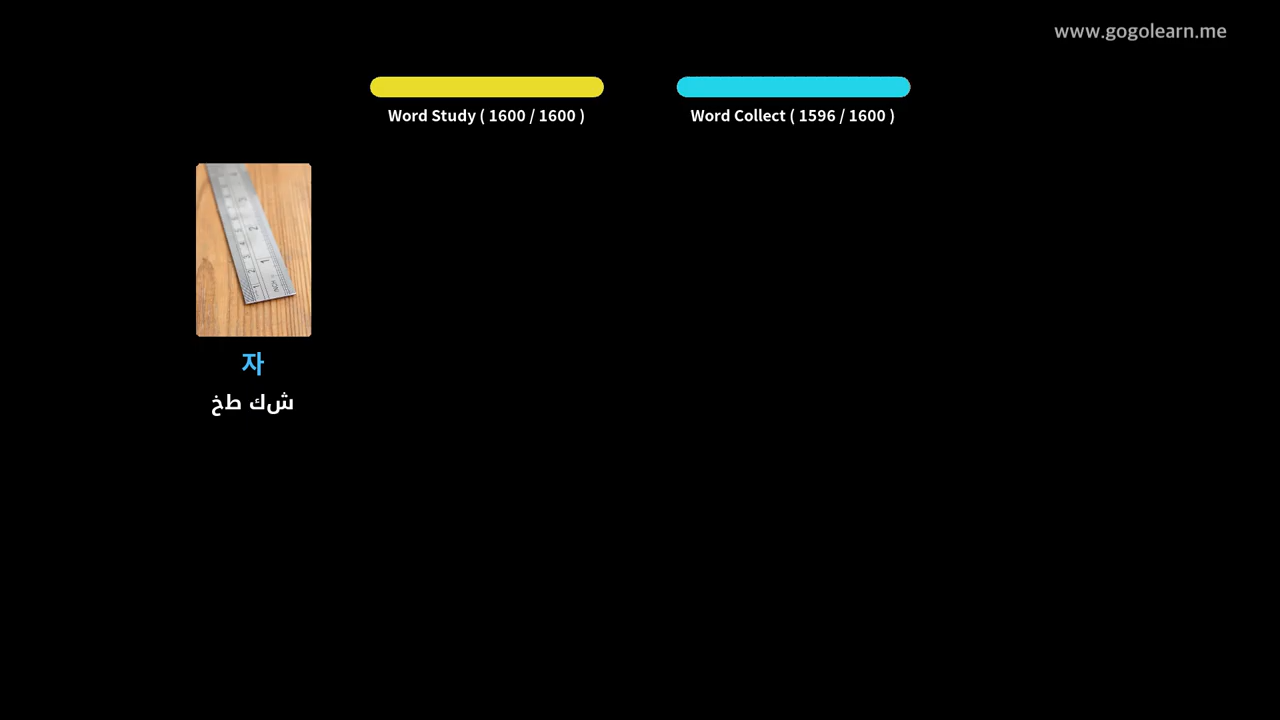 www.gogolearn.me
Word Study ( 1600 / 1600 )
Word Collect ( 1596 / 1600 )
자
شك طخ